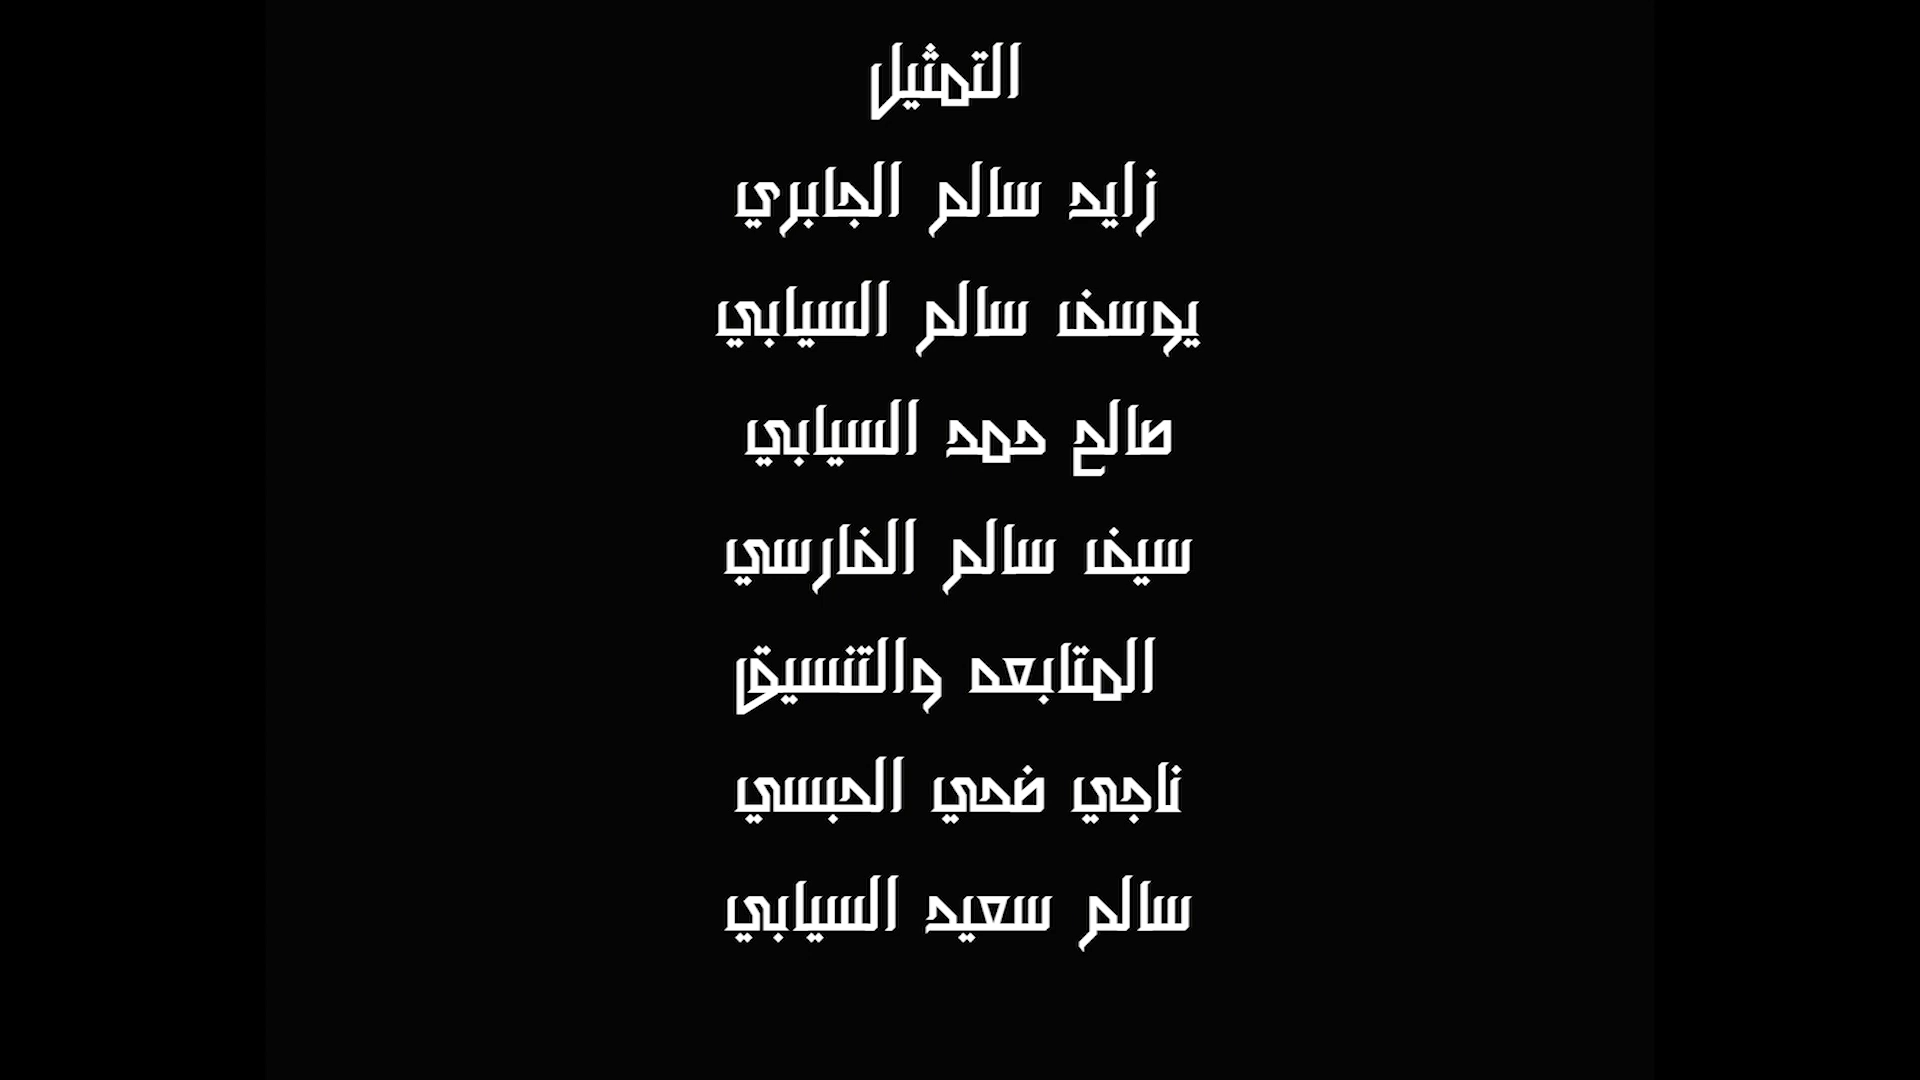 التمثيل
زايد سالم الجابري
يوسف سالم السيابي
صالح حمد السيابي
سيف سالم الفارسي
المتابعه والتنسيق
ناجي ضحي الحبسي
سالم سعيد السيابي